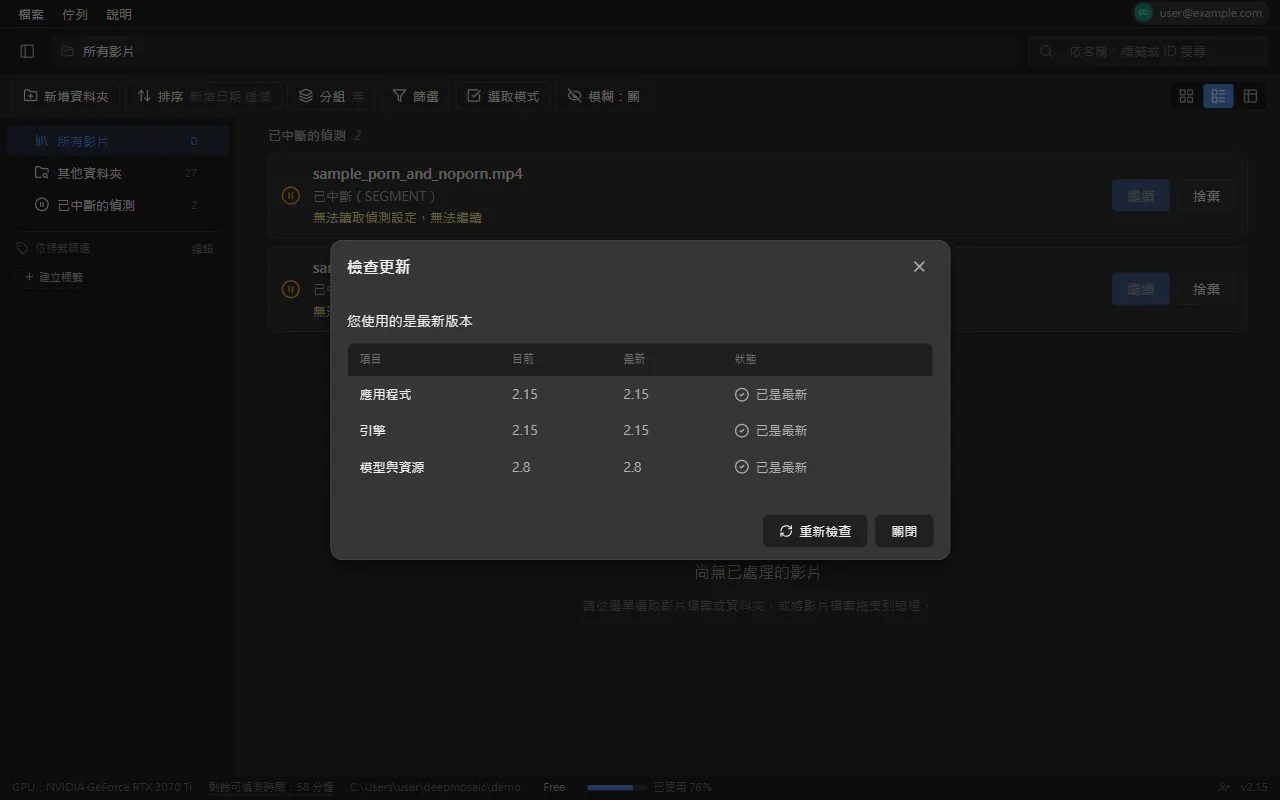 檔案 佇列 說明 user@example.com
所有影片 依名稱、標籤或 ID 搜尋
新增資料夾 排序 新增日期 遞減 分組 篩選 選取模式 模糊：關
所有影片 0
其他資料夾 27
已中斷的偵測 2
依標籤篩選 編輯
+ 建立標籤
已中斷的偵測 2
sample_porn_and_noporn.mp4
已中斷（SEGMENT）
無法讀取偵測設定，無法繼續
繼續 捨棄
繼續 捨棄
檢查更新
您使用的是最新版本
項目 目前 最新 狀態
應用程式 2.15 2.15 已是最新
引擎 2.15 2.15 已是最新
模型與資源 2.8 2.8 已是最新
重新檢查 關閉
尚無已處理的影片
請從選單選取影片檔案或資料夾，或將影片檔案拖曳到這裡。
GPU：NVIDIA GeForce RTX 3070 剩餘可偵測時間：58 分鐘 C:\Users\user\deepmosaic\demo Free 已使用 76% v2.15